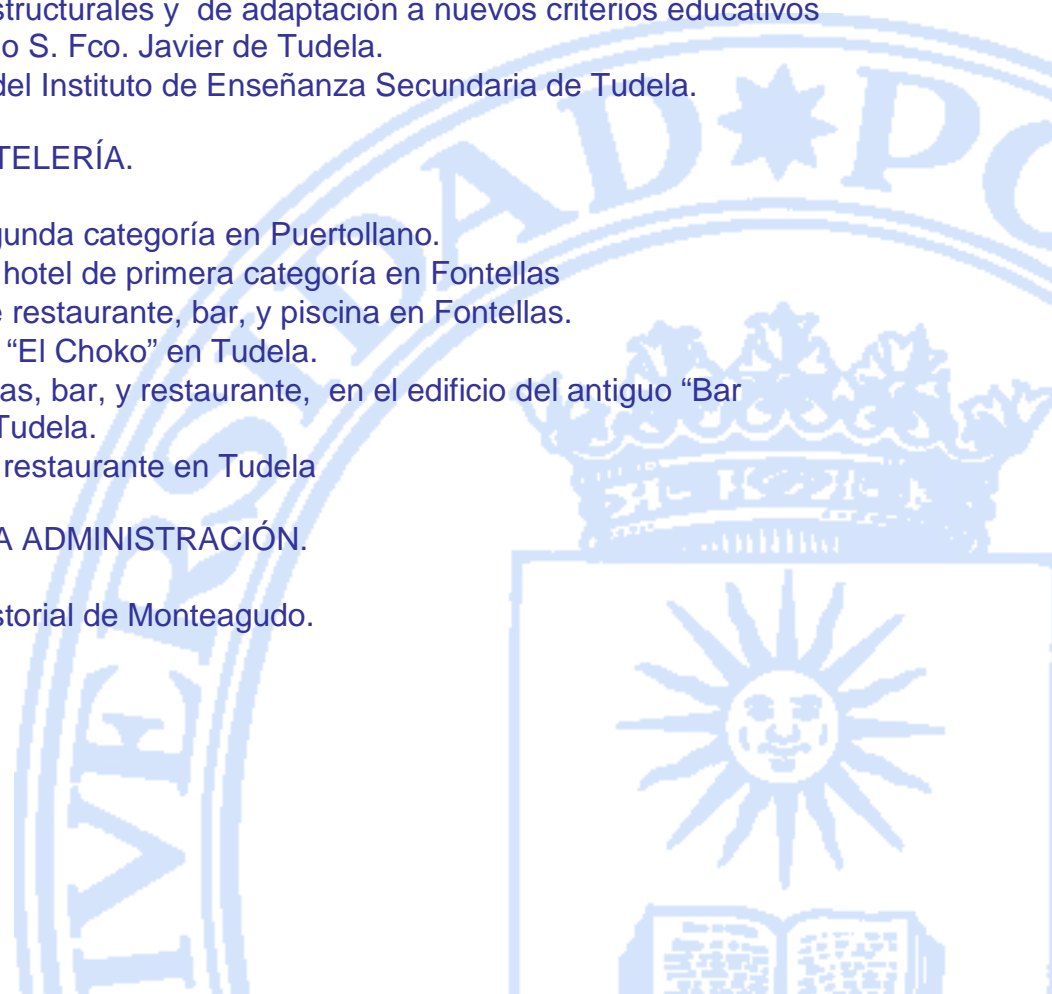 structurales y de adaptación a nuevos criterios educativos
o S. Fco. Javier de Tudela.
del Instituto de Enseñanza Secundaria de Tudela.
TELERÍA.
gunda categoría en Puertollano.
hotel de primera categoría en Fontellas
e restaurante, bar, y piscina en Fontellas.
“El Choko” en Tudela.
as, bar, y restaurante, en el edificio del antiguo “Bar
Tudela.
restaurante en Tudela
A ADMINISTRACIÓN.
storial de Monteagudo.
IVERSIDAD PO